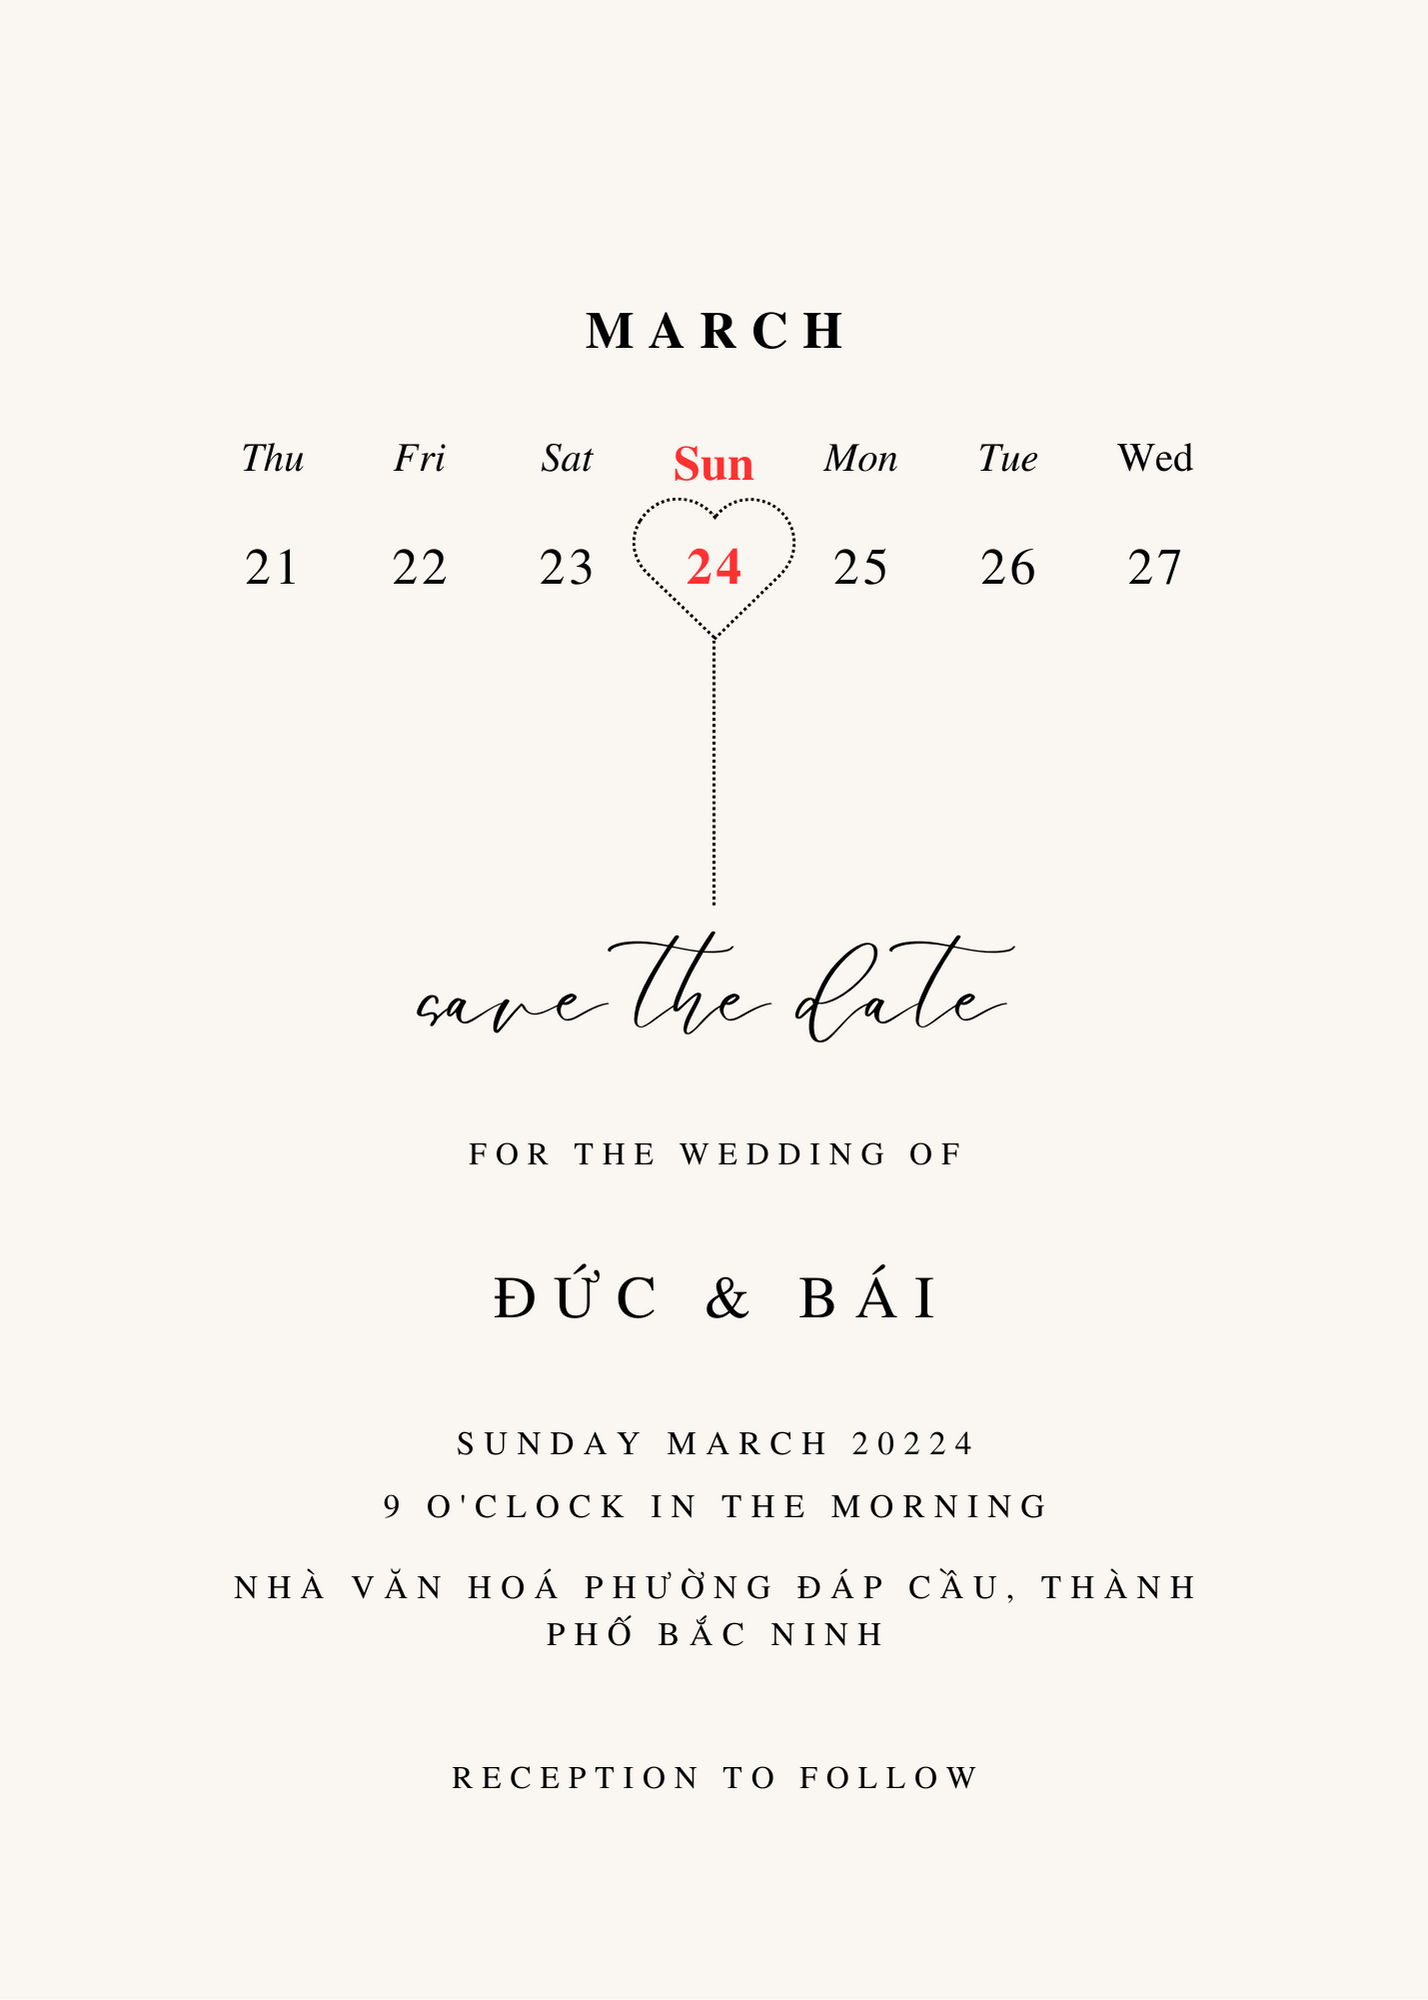 MARCH
Thu Fri Sat Sun Mon Tue Wed
21 22 23 24 25 26 27
save the date
FOR THE WEDDING OF
ĐỨC & BÁI
SUNDAY MARCH 20224
9 O'CLOCK IN THE MORNING
NHÀ VĂN HOÁ PHƯỜNG ĐÁP CẦU, THÀNH
PHỐ BẮC NINH
RECEPTION TO FOLLOW